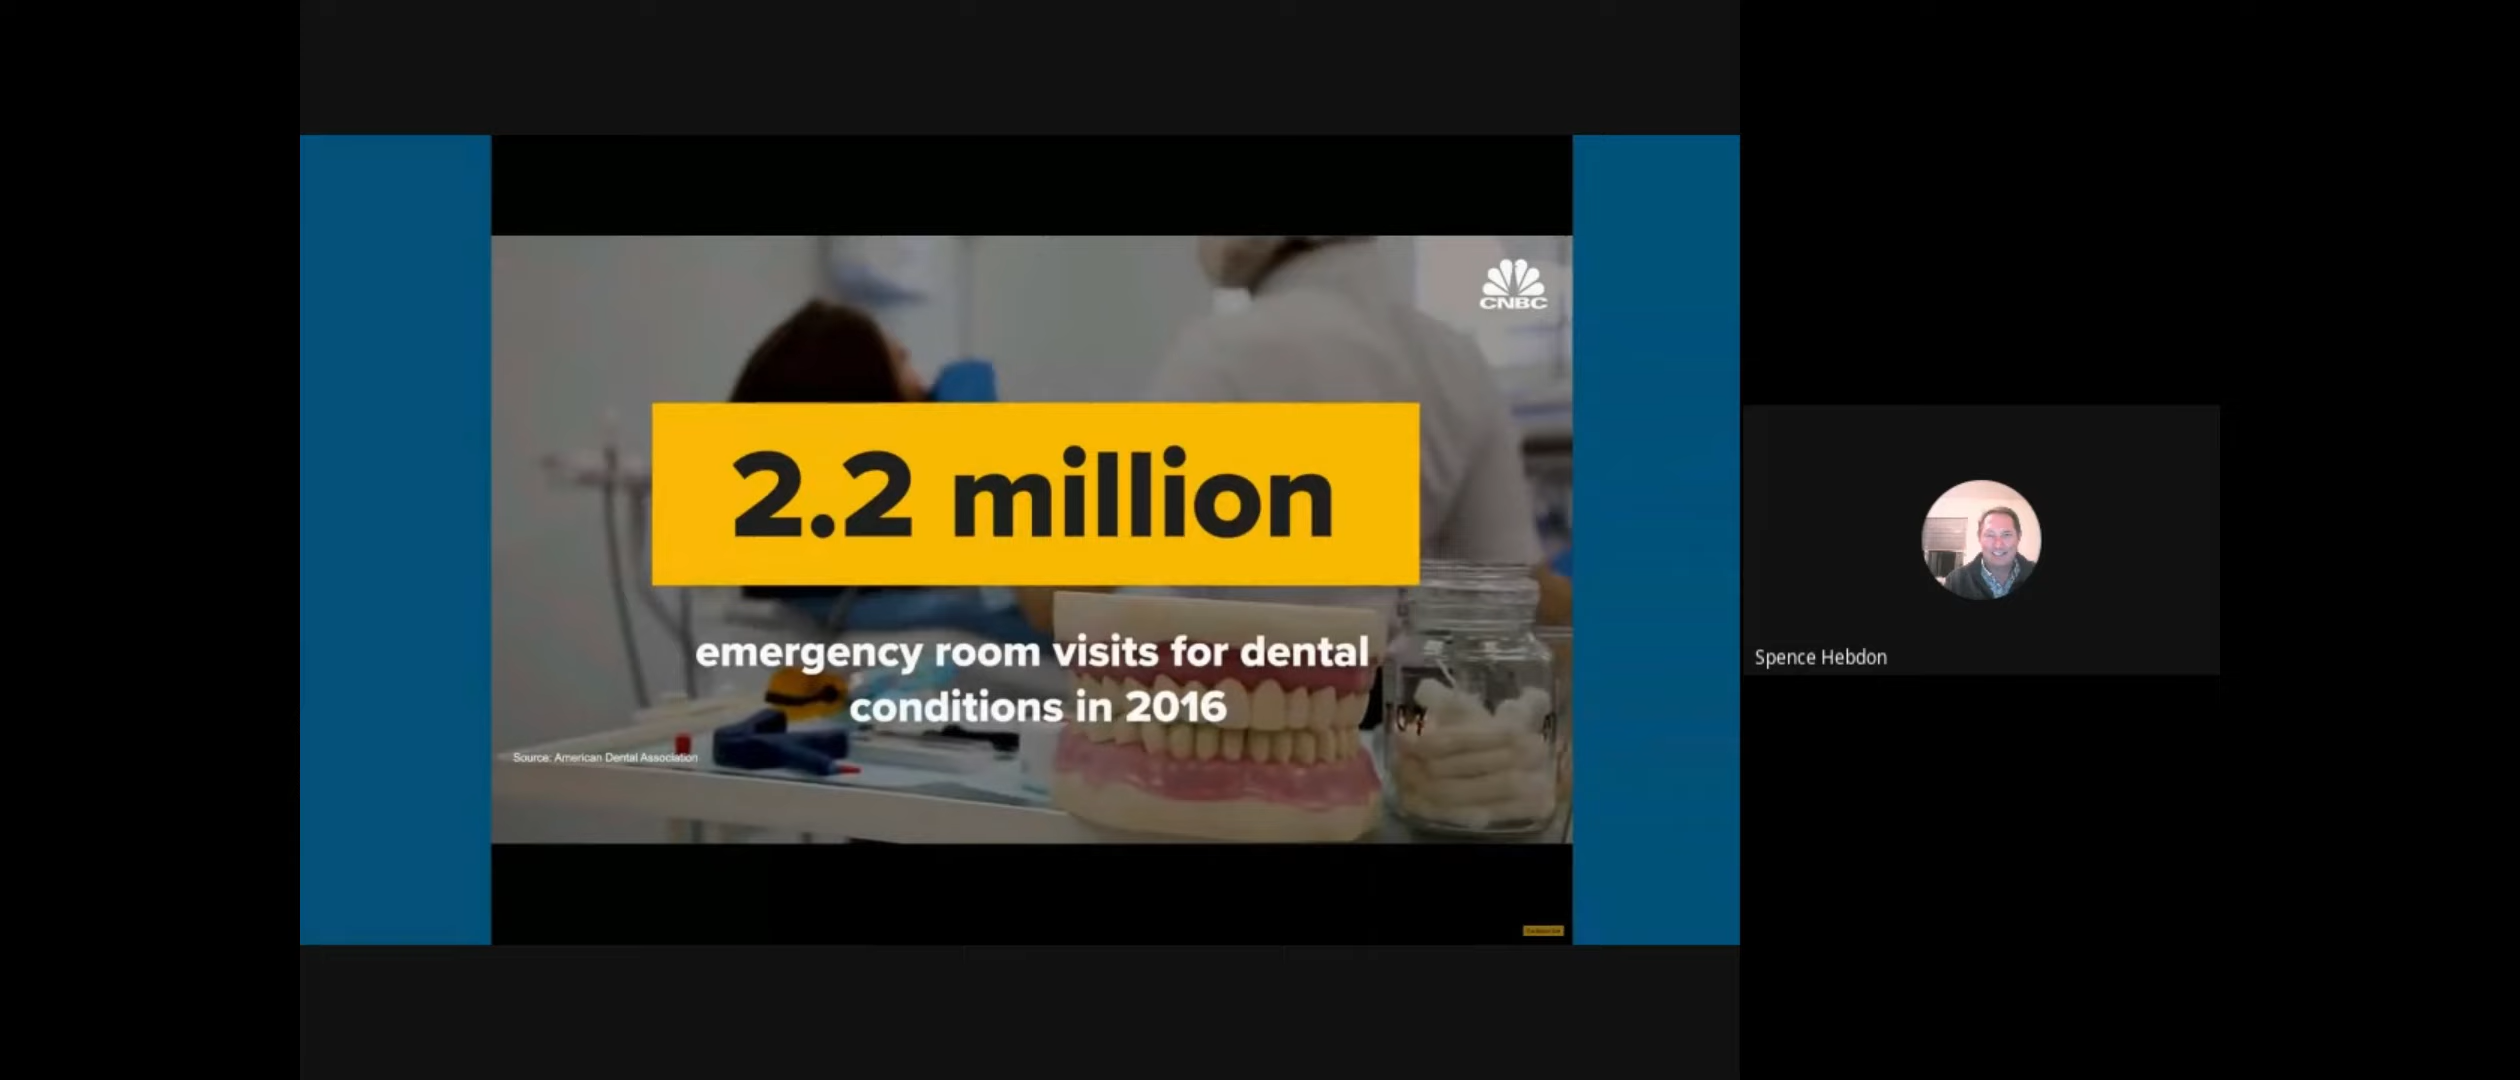 CNBC
2.2 million
emergency room visits for dental
conditions in 2016
Source: American Dental Association
Spence Hebdon